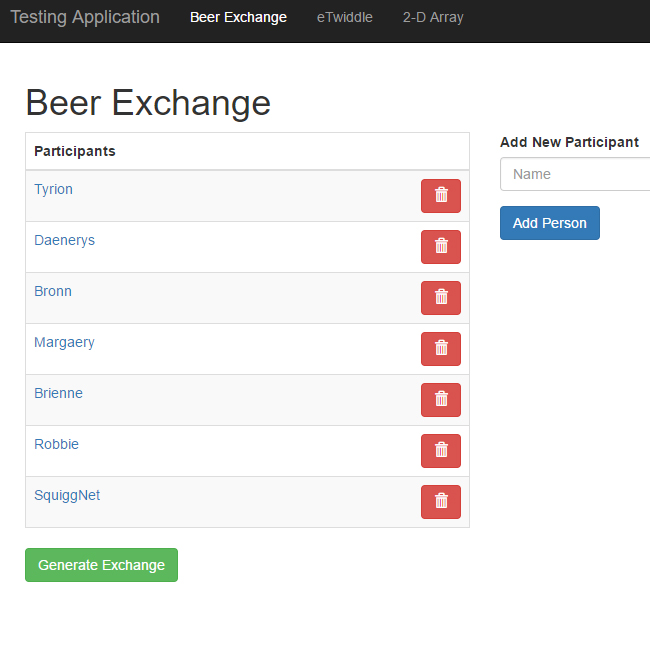 Testing Application Beer Exchange eTwiddle 2-D Array
Beer Exchange
Participants
Tyrion
Daenerys
Bronn
Margaery
Brienne
Robbie
SquiggNet
Generate Exchange
Add New Participant
Name
Add Person